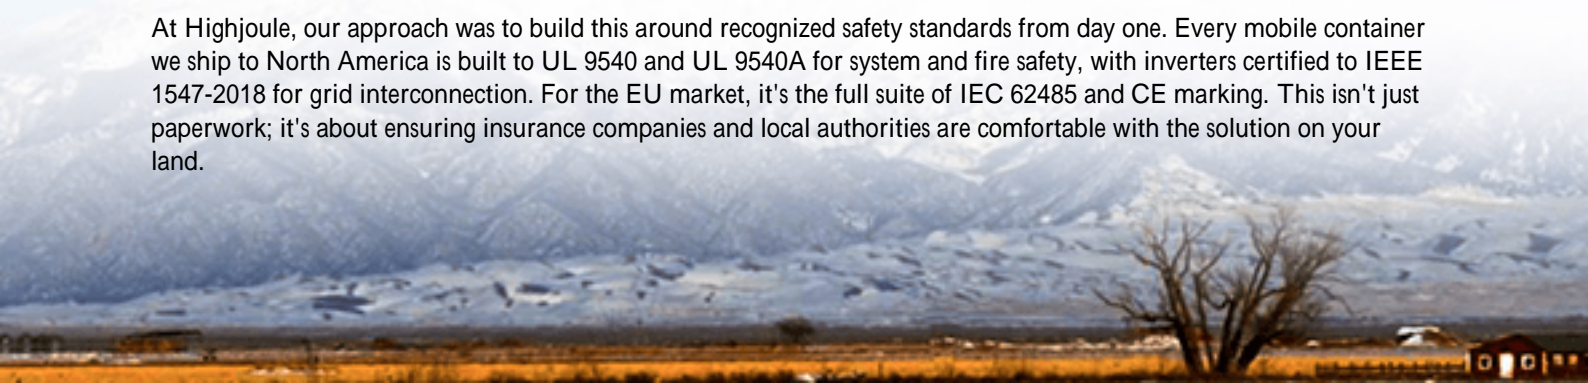 At Highjoule, our approach was to build this around recognized safety standards from day one. Every mobile container
we ship to North America is built to UL 9540 and UL 9540A for system and fire safety, with inverters certified to IEEE
1547-2018 for grid interconnection. For the EU market, it's the full suite of IEC 62485 and CE marking. This isn't just
paperwork; it's about ensuring insurance companies and local authorities are comfortable with the solution on your
land.